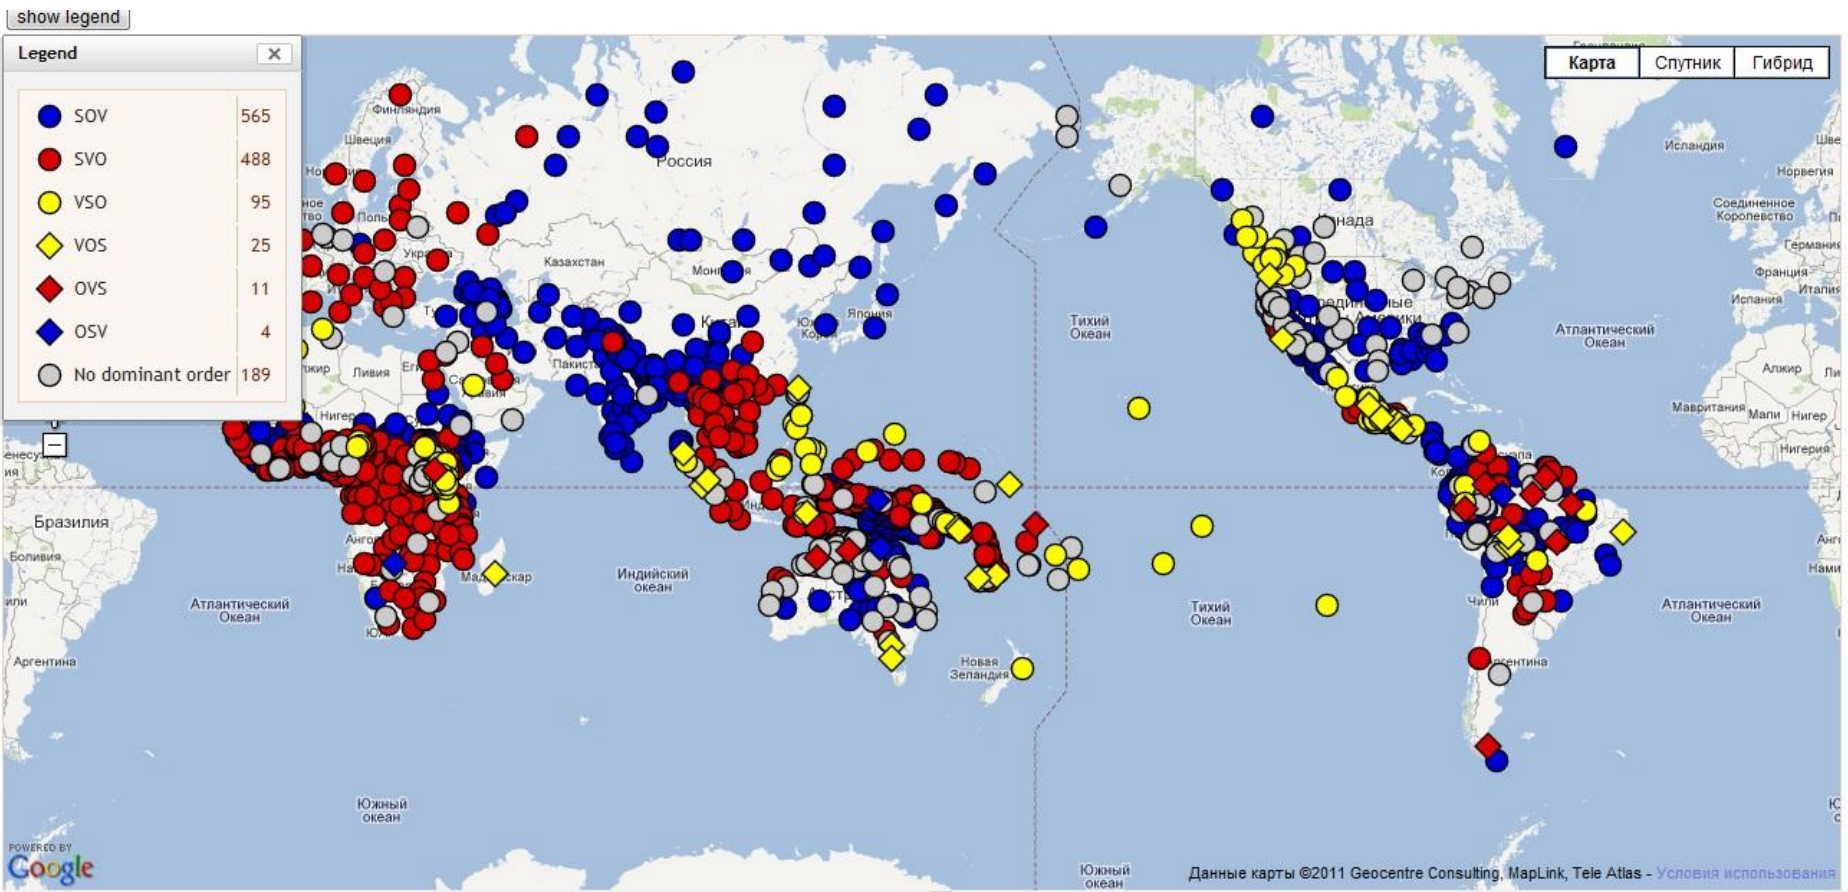 show legend
Legend
SOV 565
SVO 488
VSO 95
VOS 25
OVS 11
OSV 4
No dominant order 189
Карта
Спутник
Гибрид
Финляндия
Швеция
Россия
Исландия
Норвегия
Соединенное
Королевство
Канада
Германия
Казахстан
Франция
Испания
Италия
Япония
Тихий
Океан
Атлантический
Океан
Ливия
Алжир
Мавритания
Мали
Нигер
Нигерия
Бразилия
Боливия
Индийский
океан
Атлантический
Океан
Тихий
Океан
Чили
Атлантический
Океан
Аргентина
Новая
Зеландия
Южный
океан
Южный
океан
POWERED BY
Google
Данные карты ©2011 Geocentre Consulting, MapLink, Tele Atlas - Условия использования